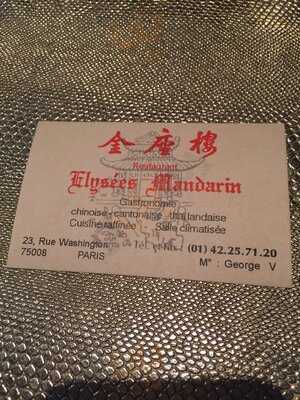 金座樓
Restaurant
Elysées Mandarin
Gastronomie
chinoise - cantonaise - thaïlandaise
Cuisine raffinée Salle climatisée
23, Rue Washington Tél. (01) 42.25.71.20
75008 PARIS M° : George V